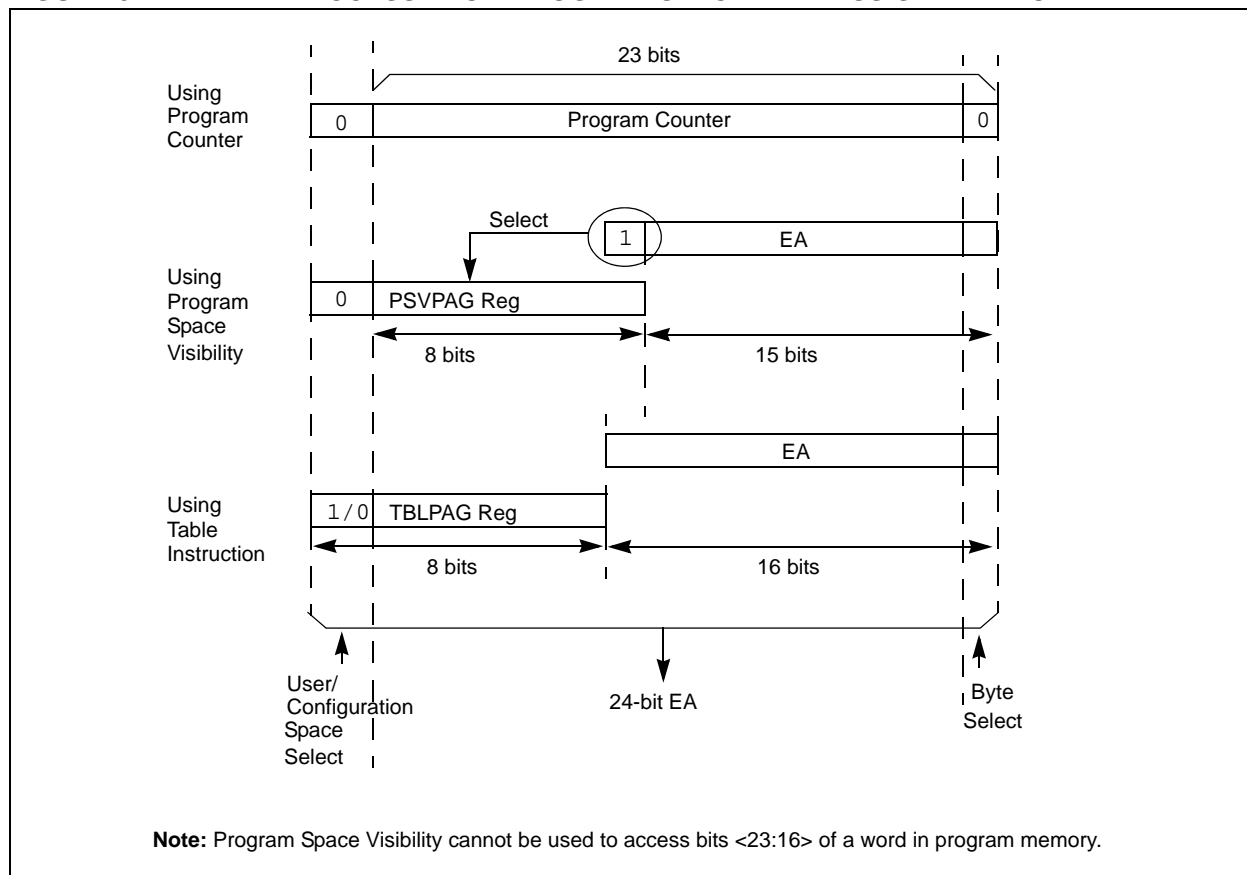 23 bits
Using
Program
Counter
0
Program Counter
0
Select
1
EA
Using
Program
Space
Visibility
0
PSVPAG Reg
8 bits
15 bits
EA
Using
Table
Instruction
1/0
TBLPAG Reg
8 bits
16 bits
User/
Configuration
Space
Select
24-bit EA
Byte
Select
Note: Program Space Visibility cannot be used to access bits <23:16> of a word in program memory.